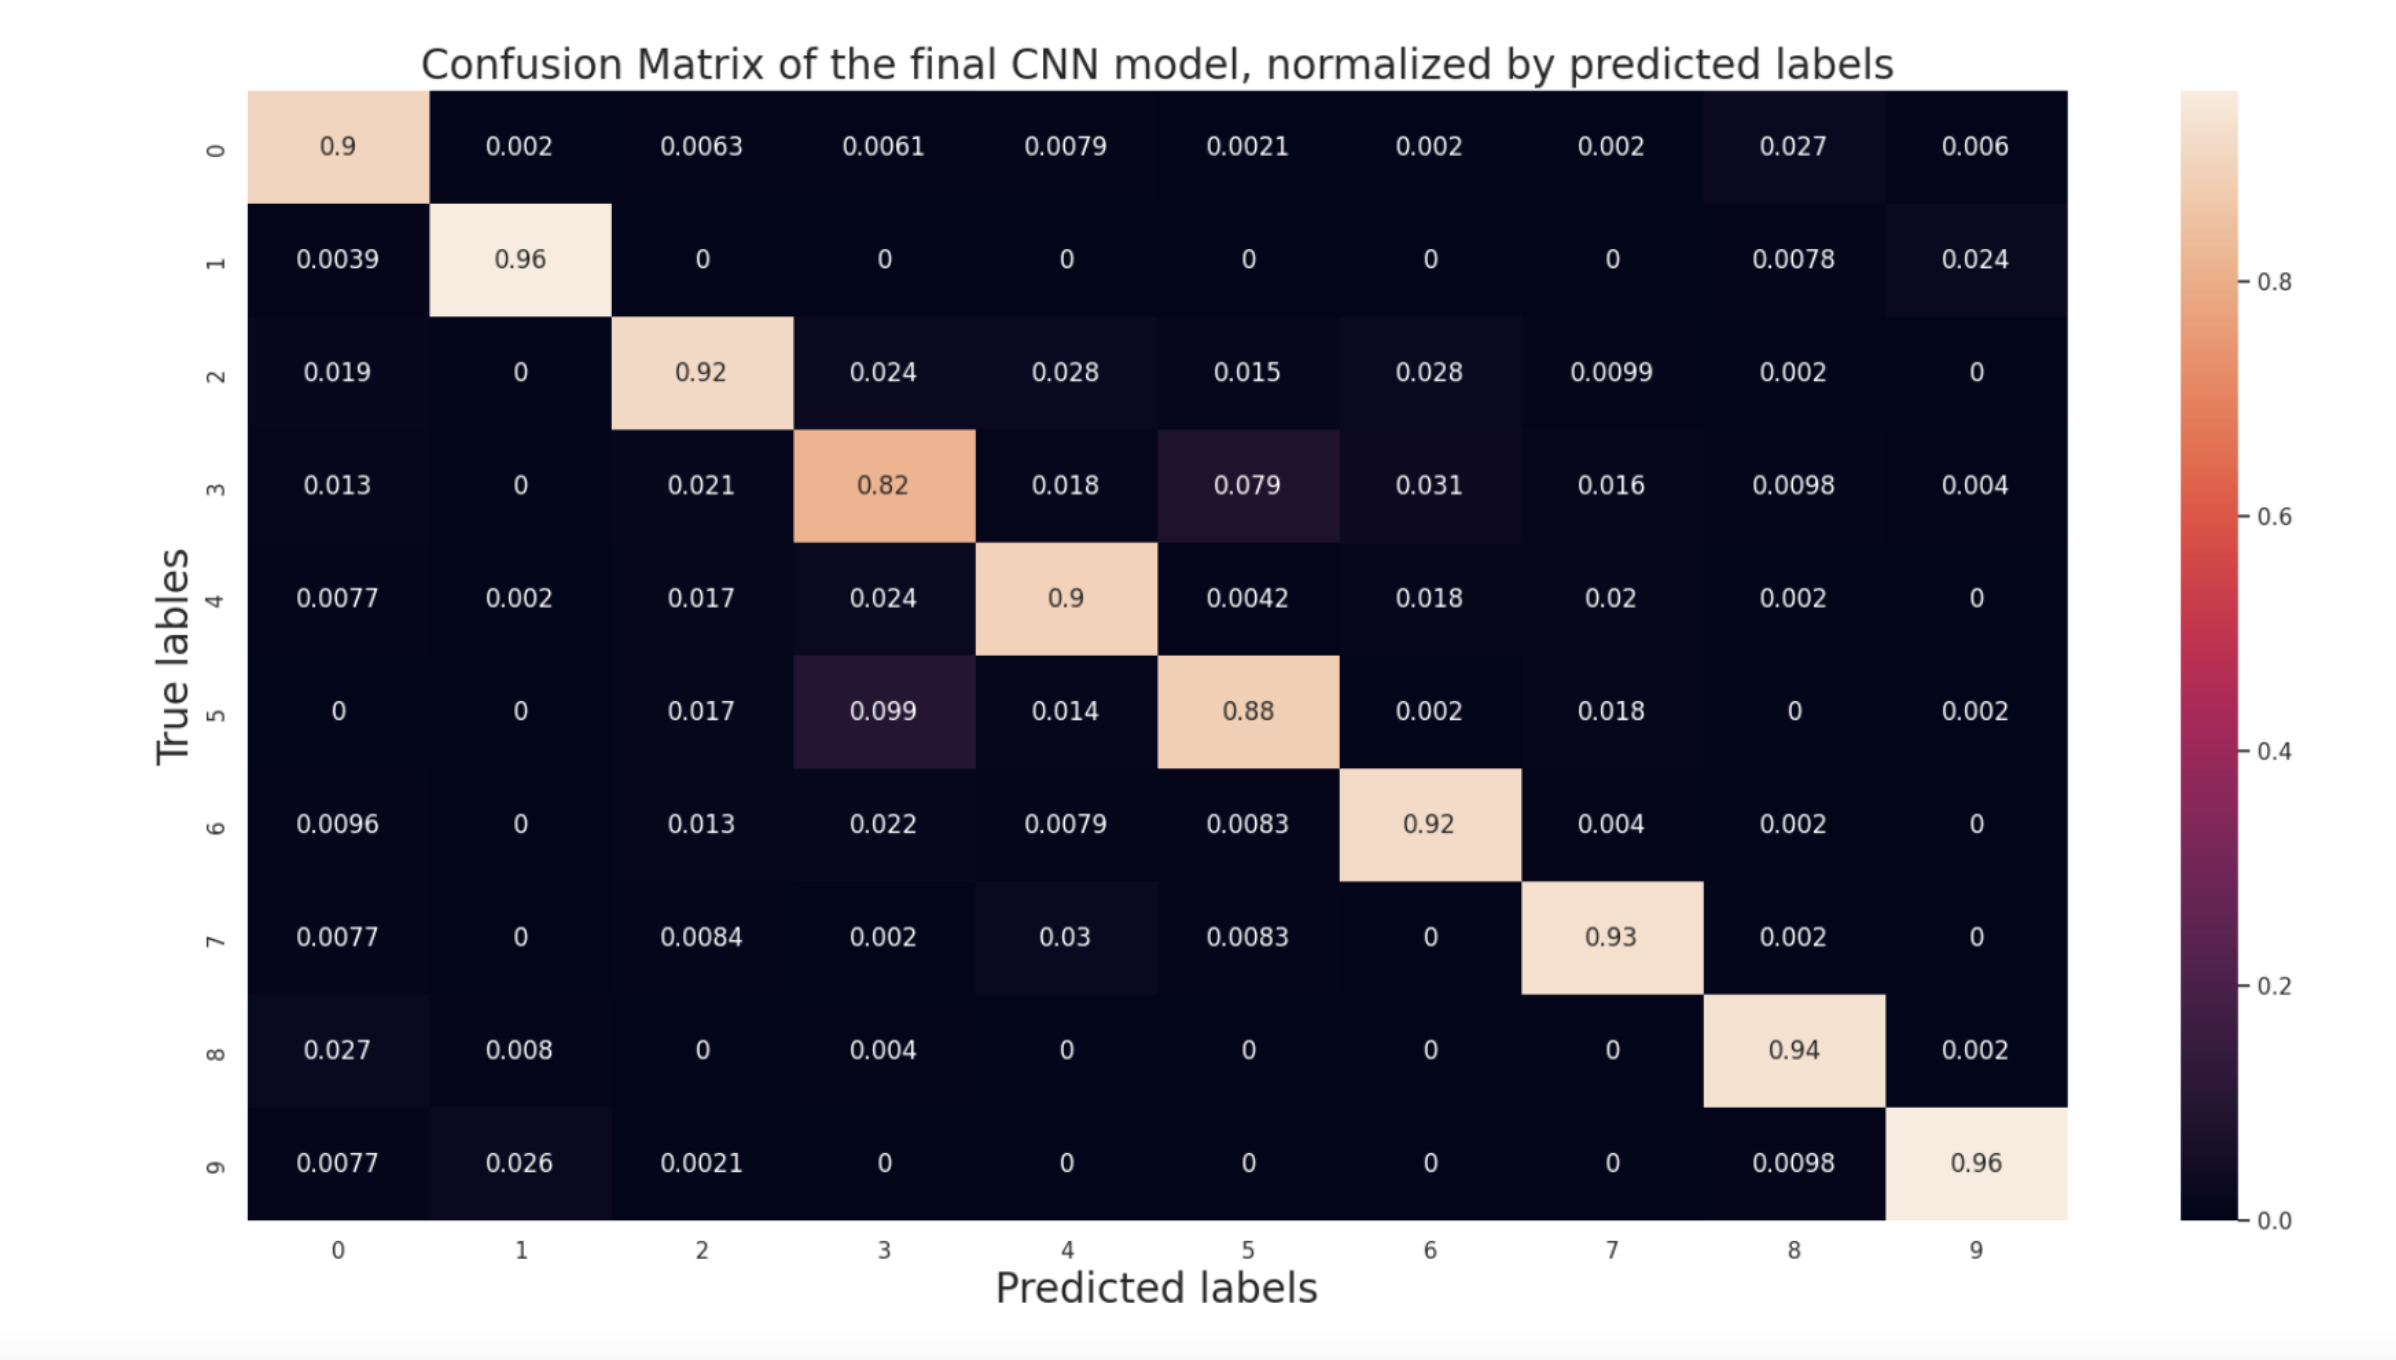 Confusion Matrix of the final CNN model, normalized by predicted labels
0 0.9 0.002 0.0063 0.0061 0.0079 0.0021 0.002 0.002 0.027 0.006
1 0.0039 0.96 0 0 0 0 0 0 0.0078 0.024
2 0.019 0 0.92 0.024 0.028 0.015 0.028 0.0099 0.002 0
3 0.013 0 0.021 0.82 0.018 0.079 0.031 0.016 0.0098 0.004
4 0.0077 0.002 0.017 0.024 0.9 0.0042 0.018 0.02 0.002 0
5 0 0 0.017 0.099 0.014 0.88 0.002 0.018 0 0.002
6 0.0096 0 0.013 0.022 0.0079 0.0083 0.92 0.004 0.002 0
7 0.0077 0 0.0084 0.002 0.03 0.0083 0 0.93 0.002 0
8 0.027 0.008 0 0.004 0 0 0 0 0.94 0.002
9 0.0077 0.026 0.0021 0 0 0 0 0 0.0098 0.96
0 1 2 3 4 5 6 7 8 9
Predicted labels
True lables
0.8
0.6
0.4
0.2
0.0